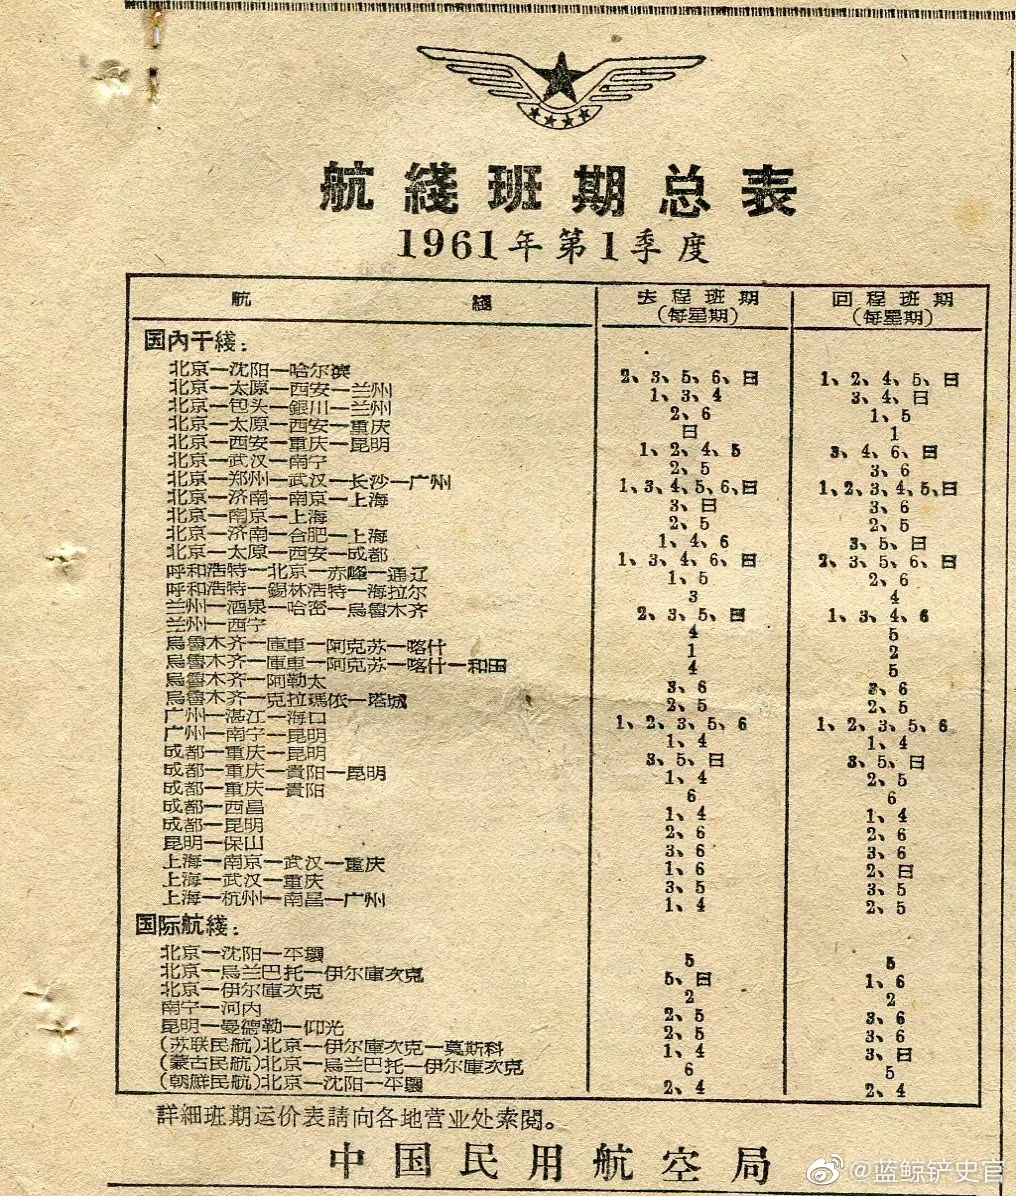 航綫班期总表
1961年第1季度
航 綫 去程班期(每星期) 回程班期(每星期)
国内干綫:
北京—沈阳—哈尔滨 2、3、5、6、日 1、2、4、5、日
北京—太原—西安—兰州 1、3、4 3、4、日
北京—包头—銀川—兰州 2、6 1、5
北京—太原—西安—重庆 日 1
北京—西安—重庆—昆明 1、2、4、5 3、4、6、日
北京—武汉—南宁 2、5 3、6
北京—郑州—武汉—长沙—广州 1、3、4、5、6、日 1、2、3、4、5、日
北京—济南—南京—上海 3、日 3、6
北京—南京—上海 2、5 2、5
北京—济南—合肥—上海 1、4、6 3、5、日
北京—太原—西安—成都 1、3、4、6、日 2、3、5、6、日
呼和浩特—北京—赤峰—通辽 1、5 2、6
呼和浩特—錫林浩特—海拉尔 3 4
兰州—酒泉—哈密—烏魯木齐 2、3、5、日 1、3、4、6
兰州—西宁 4 5
烏魯木齐—庫車—阿克苏—喀什 1 2
烏魯木齐—庫車—阿克苏—喀什—和田 4 5
烏魯木齐—阿勒太 3、6 3、6
烏魯木齐—克拉瑪依—塔城 2、5 2、5
广州—湛江—海口 1、2、3、5、6 1、2、3、5、6
广州—南宁—昆明 1、4 1、4
成都—重庆—昆明 3、5、日 3、5、日
成都—重庆—貴阳—昆明 1、4 2、5
成都—重庆—貴阳 6 6
成都—西昌 1、4 1、4
成都—昆明 2、6 2、6
昆明—保山 3、6 3、6
上海—南京—武汉—重庆 1、6 2、日
上海—武汉—重庆 3、5 3、5
上海—杭州—南昌—广州 1、4 2、5
国际航綫:
北京—沈阳—平壤 5 5
北京—烏兰巴托—伊尔庫次克 5、日 1、6
北京—伊尔庫次克 2 2
南宁—河内 2、5 3、6
昆明—曼德勒—仰光 2、5 3、6
(苏联民航)北京—伊尔庫次克—莫斯科 1、4 3、日
(蒙古民航)北京—烏兰巴托—伊尔庫次克 6 5
(朝鮮民航)北京—沈阳—平壤 2、4 2、4
詳細班期运价表請向各地营业处索閱。
中国民用航空局
@蓝鲸铲史官